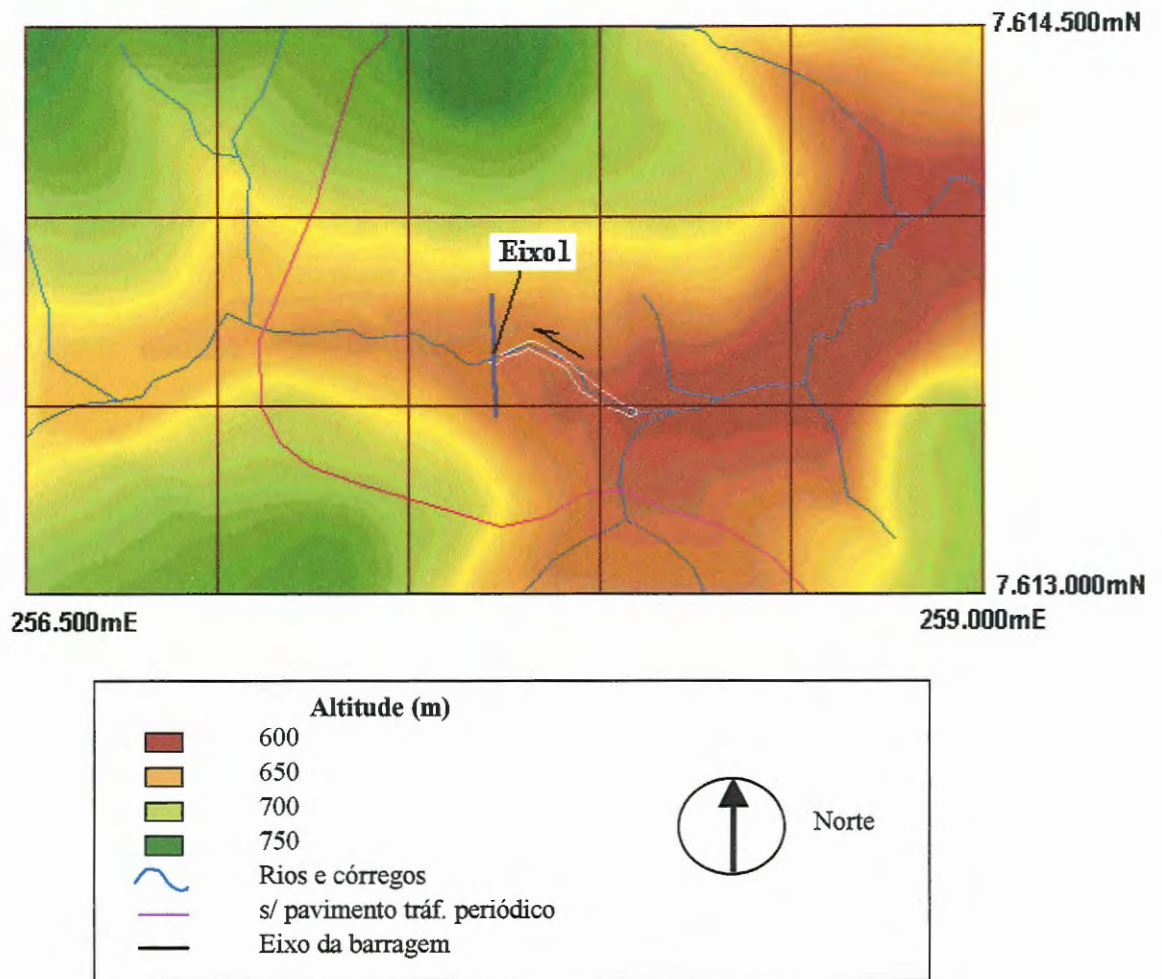 7.614.500mN
Eixo1
7.613.000mN
256.500mE
259.000mE
Altitude (m)
600
650
700
750
Rios e córregos
s/ pavimento tráf. periódico
Eixo da barragem
Norte